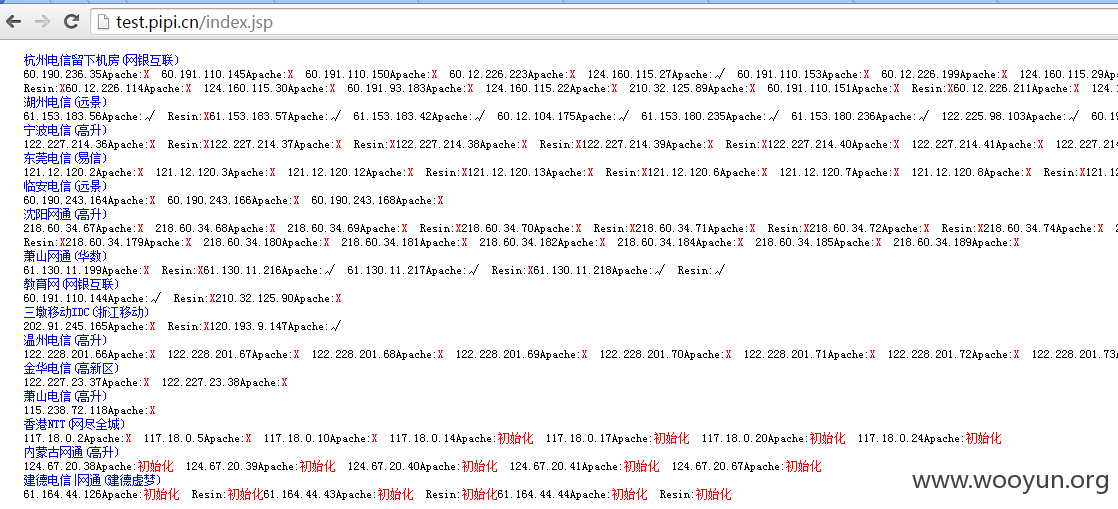 test.pipi.cn/index.jsp
杭州电信留下机房(网银互联)
60.190.236.35Apache:X 60.191.110.145Apache:X 60.191.110.150Apache:X 60.12.226.223Apache:X 124.160.115.27Apache:√ 60.191.110.153Apache:X 60.12.226.199Apache:X 124.160.115.29Apache:
Resin:X60.12.226.114Apache:X 124.160.115.30Apache:X 60.191.93.183Apache:X 124.160.115.22Apache:X 210.32.125.89Apache:X 60.191.110.151Apache:X Resin:X60.12.226.211Apache:X 124.1
湖州电信(远景)
61.153.183.56Apache:√ Resin:X61.153.183.57Apache:√ 61.153.183.42Apache:√ 60.12.104.175Apache:√ 61.153.180.235Apache:√ 61.153.180.236Apache:√ 122.225.98.103Apache:√ 60.19
宁波电信(高升)
122.227.214.36Apache:X Resin:X122.227.214.37Apache:X Resin:X122.227.214.38Apache:X Resin:X122.227.214.39Apache:X Resin:X122.227.214.40Apache:X 122.227.214.41Apache:X 122.227.214
东莞电信(易信)
121.12.120.2Apache:X 121.12.120.3Apache:X 121.12.120.12Apache:X Resin:X121.12.120.13Apache:X Resin:X121.12.120.6Apache:X 121.12.120.7Apache:X 121.12.120.8Apache:X Resin:X121.12
临安电信(远景)
60.190.243.164Apache:X 60.190.243.166Apache:X 60.190.243.168Apache:X
沈阳网通(高升)
218.60.34.67Apache:X 218.60.34.68Apache:X 218.60.34.69Apache:X Resin:X218.60.34.70Apache:X Resin:X218.60.34.71Apache:X Resin:X218.60.34.72Apache:X Resin:X218.60.34.74Apache:X 2
Resin:X218.60.34.179Apache:X 218.60.34.180Apache:X 218.60.34.181Apache:X 218.60.34.182Apache:X 218.60.34.184Apache:X 218.60.34.185Apache:X 218.60.34.189Apache:X
萧山网通(华数)
61.130.11.199Apache:X Resin:X61.130.11.216Apache:√ 61.130.11.217Apache:√ Resin:X61.130.11.218Apache:√ Resin:√
教育网(网银互联)
60.191.110.144Apache:√ Resin:X210.32.125.90Apache:X
三墩移动IDC(浙江移动)
202.91.245.165Apache:X Resin:X120.193.9.147Apache:√
温州电信(高升)
122.228.201.66Apache:X 122.228.201.67Apache:X 122.228.201.68Apache:X 122.228.201.69Apache:X 122.228.201.70Apache:X 122.228.201.71Apache:X 122.228.201.72Apache:X 122.228.201.73A
金华电信(高新区)
122.227.23.37Apache:X 122.227.23.38Apache:X
萧山电信(高升)
115.238.72.118Apache:X
香港NTT(网尽全城)
117.18.0.2Apache:X 117.18.0.5Apache:X 117.18.0.10Apache:X 117.18.0.14Apache:初始化 117.18.0.17Apache:初始化 117.18.0.20Apache:初始化 117.18.0.24Apache:初始化
内蒙古网通(高升)
124.67.20.38Apache:初始化 124.67.20.39Apache:初始化 124.67.20.40Apache:初始化 124.67.20.41Apache:初始化 124.67.20.67Apache:初始化
建德电信|网通(建德虚梦)
61.164.44.126Apache:初始化 Resin:初始化61.164.44.43Apache:初始化 Resin:初始化61.164.44.44Apache:初始化 Resin:初始化
www.wooyun.org